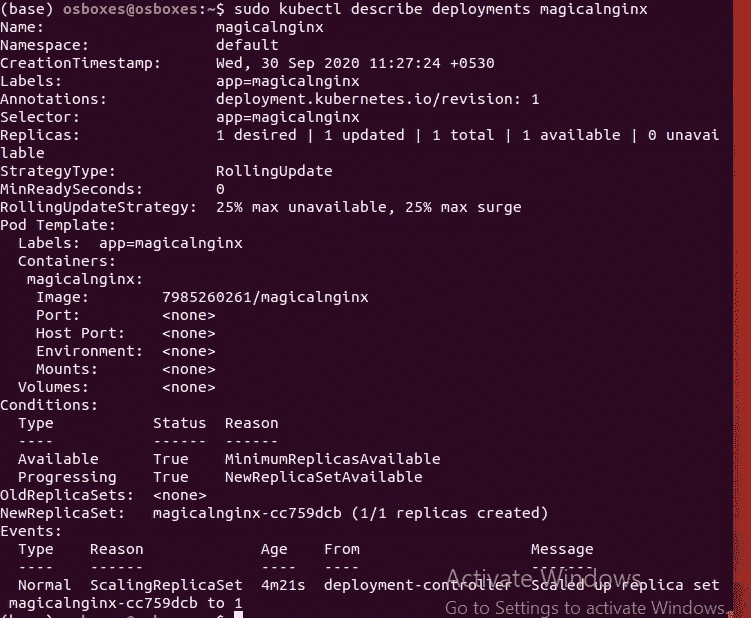 (base) osboxes@osboxes:~$ sudo kubectl describe deployments magicalnginx
Name:                   magicalnginx
Namespace:              default
CreationTimestamp:      Wed, 30 Sep 2020 11:27:24 +0530
Labels:                 app=magicalnginx
Annotations:            deployment.kubernetes.io/revision: 1
Selector:               app=magicalnginx
Replicas:               1 desired | 1 updated | 1 total | 1 available | 0 unavai
lable
StrategyType:           RollingUpdate
MinReadySeconds:        0
RollingUpdateStrategy:  25% max unavailable, 25% max surge
Pod Template:
  Labels:  app=magicalnginx
  Containers:
   magicalnginx:
    Image:        7985260261/magicalnginx
    Port:         <none>
    Host Port:    <none>
    Environment:  <none>
    Mounts:       <none>
  Volumes:        <none>
Conditions:
  Type           Status  Reason
  ----           ------  ------
  Available      True    MinimumReplicasAvailable
  Progressing    True    NewReplicaSetAvailable
OldReplicaSets:  <none>
NewReplicaSet:   magicalnginx-cc759dcb (1/1 replicas created)
Events:
  Type    Reason             Age    From                   Message
  ----    ------             ----   ----                   -------
  Normal  ScalingReplicaSet  4m21s  deployment-controller  Scaled up replica set
 magicalnginx-cc759dcb to 1
Activate Windows
Go to Settings to activate Windows.